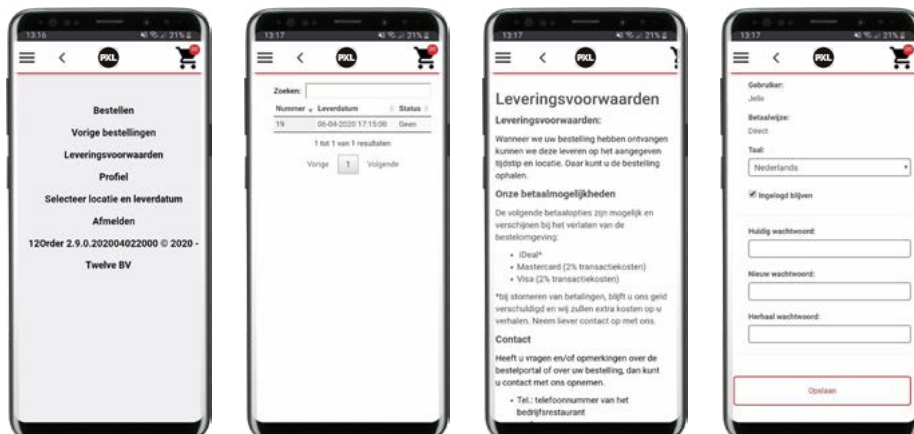 13:16
21%
PXL
Bestellen
Vorige bestellingen
Leveringsvoorwaarden
Profiel
Selecteer locatie en leverdatum
Afmelden
12Order 2.9.0.202004022000 © 2020 -
Twelve BV
13:17
21%
PXL
Zoeken:
Nummer Leverdatum Status
19 06-04-2020 17:15:00 Geen
1 tot 1 van 1 resultaten
Vorige 1 Volgende
13:17
21%
PXL
Leveringsvoorwaarden
Leveringsvoorwaarden:
Wanneer we uw bestelling hebben ontvangen
kunnen we deze leveren op het aangegeven
tijdstip en locatie. Daar kunt u de bestelling
ophalen.
Onze betaalmogelijkheden
De volgende betaalopties zijn mogelijk en
verschijnen bij het verlaten van de
bestelomgeving:
• iDeal*
• Mastercard (2% transactiekosten)
• Visa (2% transactiekosten)
*bij storneren van betalingen, blijft u ons geld
verschuldigd en wij zullen extra kosten op u
verhalen. Neem liever contact op met ons.
Contact
Heeft u vragen en/of opmerkingen over de
bestelportal of over uw bestelling, dan kunt
u contact met ons opnemen.
• Tel.: telefoonnummer van het
bedrijfsrestaurant
13:17
21%
PXL
Gebruiker:
Jelle
Betaalwijze:
Direct
Taal:
Nederlands
Ingelogd blijven
Huidig wachtwoord:
Nieuw wachtwoord:
Herhaal wachtwoord:
Opslaan